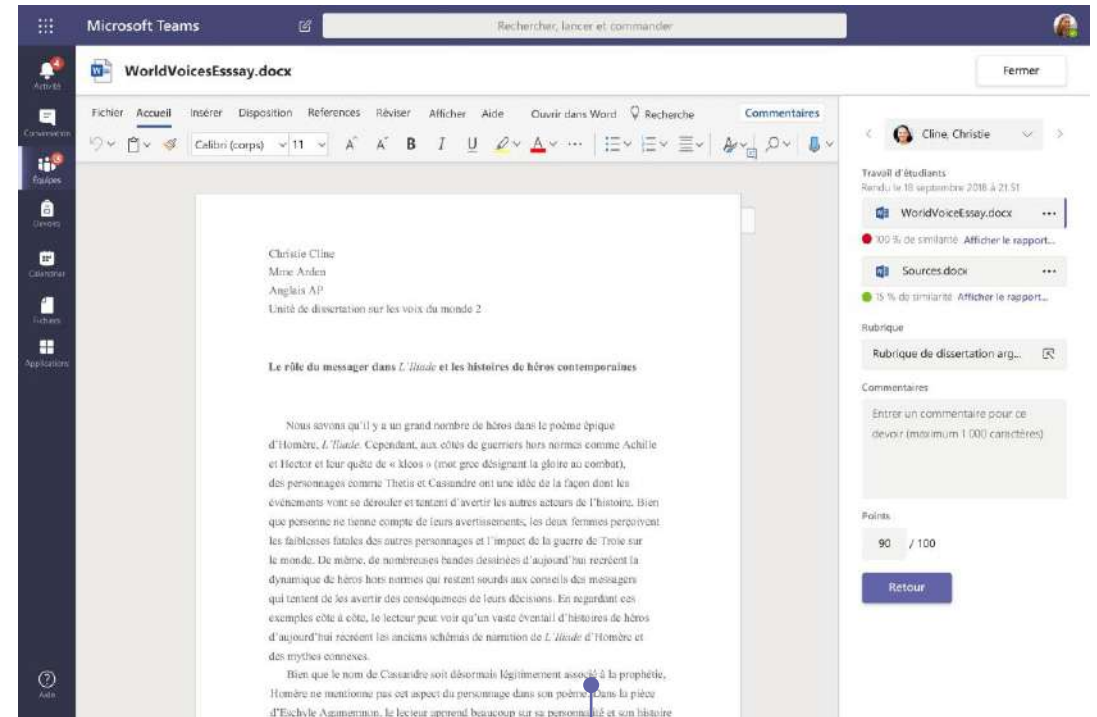 Microsoft Teams
Rechercher, lancer et commander
4
Activité
Conversation
3
Équipes
Devoirs
Calendrier
Fichiers
Applications
Aide
WorldVoicesEsssay.docx
Fermer
Fichier Accueil Insérer Disposition References Réviser Afficher Aide Ouvrir dans Word Recherche Commentaires
Calibri (corps) 11 A A B I U A
Christie Cline
Mme Arden
Anglais AP
Unité de dissertation sur les voix du monde 2
Le rôle du messager dans L'Iliade et les histoires de héros contemporaines
Nous savons qu'il y a un grand nombre de héros dans le poème épique
d'Homère, L'Iliade. Cependant, aux côtés de guerriers hors normes comme Achille
et Hector et leur quête de « kleos » (mot grec désignant la gloire au combat),
des personnages comme Thetis et Cassandre ont une idée de la façon dont les
événements vont se dérouler et tentent d'avertir les autres acteurs de l'histoire. Bien
que personne ne tienne compte de leurs avertissements, les deux femmes perçoivent
les faiblesses fatales des autres personnages et l'impact de la guerre de Troie sur
le monde. De même, de nombreuses bandes dessinées d'aujourd'hui recréent la
dynamique de héros hors normes qui restent sourds aux conseils des messagers
qui tentent de les avertir des conséquences de leurs décisions. En regardant ces
exemples côte à côte, le lecteur peut voir qu'un vaste éventail d'histoires de héros
d'aujourd'hui recréent les anciens schémas de narration de L'Iliade d'Homère et
des mythes connexes.
Bien que le nom de Cassandre soit désormais légitimement associé à la prophétie,
Homère ne mentionne pas cet aspect du personnage dans son poème. Dans la pièce
d'Eschyle Agamemnon, le lecteur apprend beaucoup sur sa personnalité et son histoire
Cline, Christie
Travail d'étudiants
Rendu le 18 septembre 2018 à 21.51
WorldVoiceEssay.docx
100 % de similarité Afficher le rapport...
Sources.docx
15 % de similarité Afficher le rapport...
Rubrique
Rubrique de dissertation arg...
Commentaires
Entrer un commentaire pour ce
devoir (maximum 1 000 caractères)
Points
90 / 100
Retour